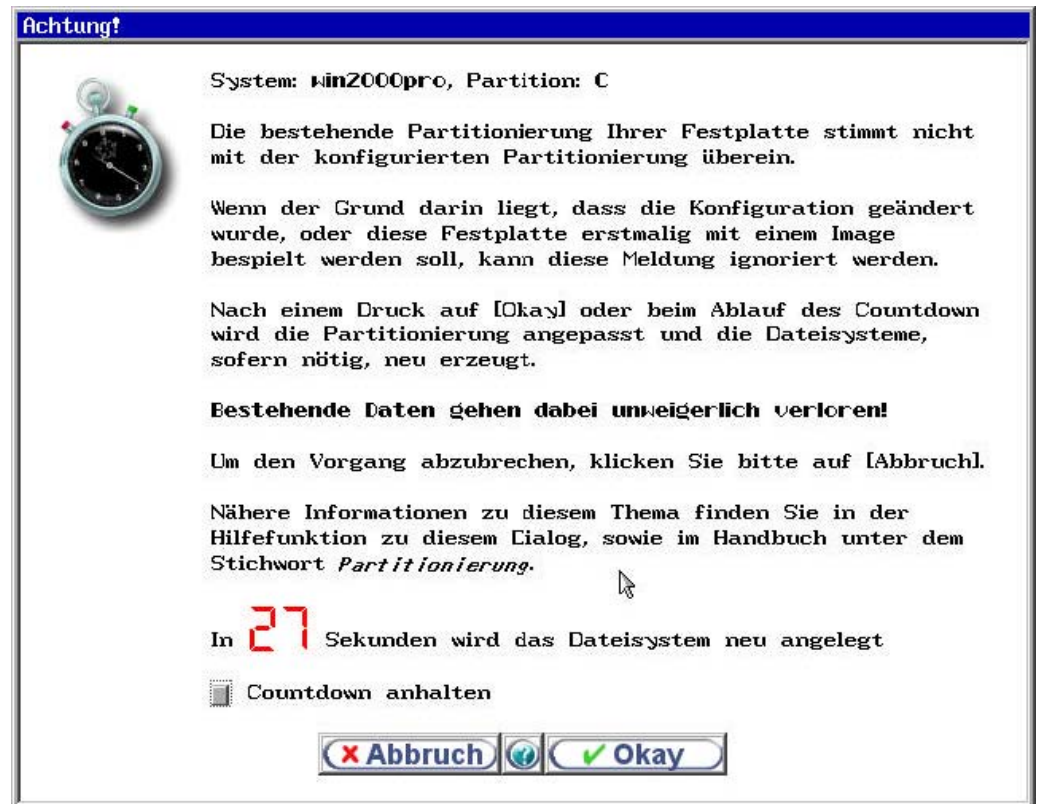 Achtung!
System: win2000pro, Partition: C
Die bestehende Partitionierung Ihrer Festplatte stimmt nicht
mit der konfigurierten Partitionierung überein.
Wenn der Grund darin liegt, dass die Konfiguration geändert
wurde, oder diese Festplatte erstmalig mit einem Image
bespielt werden soll, kann diese Meldung ignoriert werden.
Nach einem Druck auf [Okay] oder beim Ablauf des Countdown
wird die Partitionierung angepasst und die Dateisysteme,
sofern nötig, neu erzeugt.
Bestehende Daten gehen dabei unweigerlich verloren!
Um den Vorgang abzubrechen, klicken Sie bitte auf [Abbruch].
Nähere Informationen zu diesem Thema finden Sie in der
Hilfefunktion zu diesem Dialog, sowie im Handbuch unter dem
Stichwort Partitionierung.
In 27 Sekunden wird das Dateisystem neu angelegt
Countdown anhalten
Abbruch ? Okay